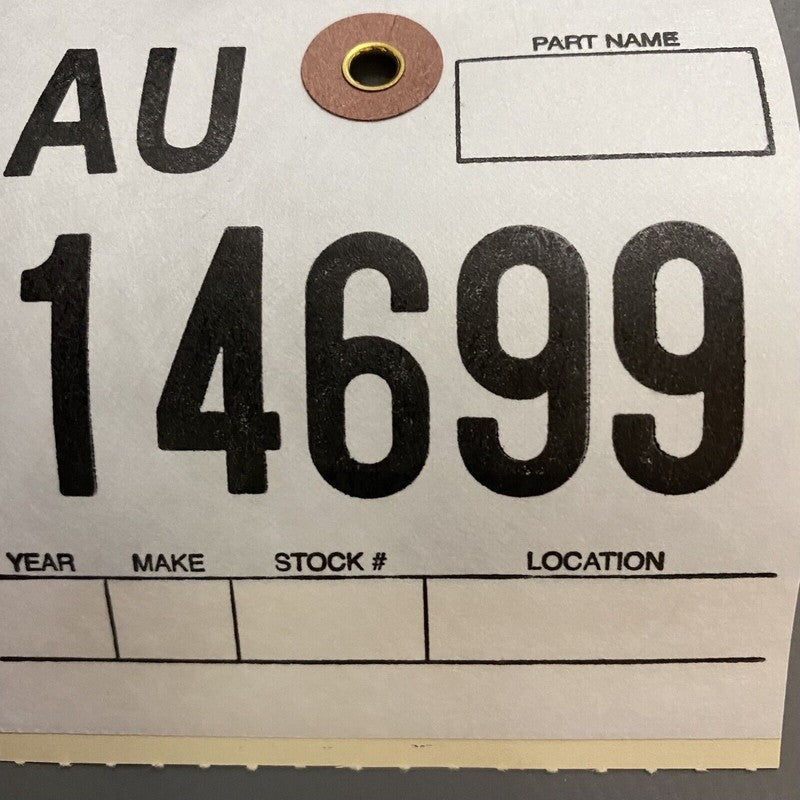 AU
PART NAME
14699
YEAR MAKE STOCK # LOCATION